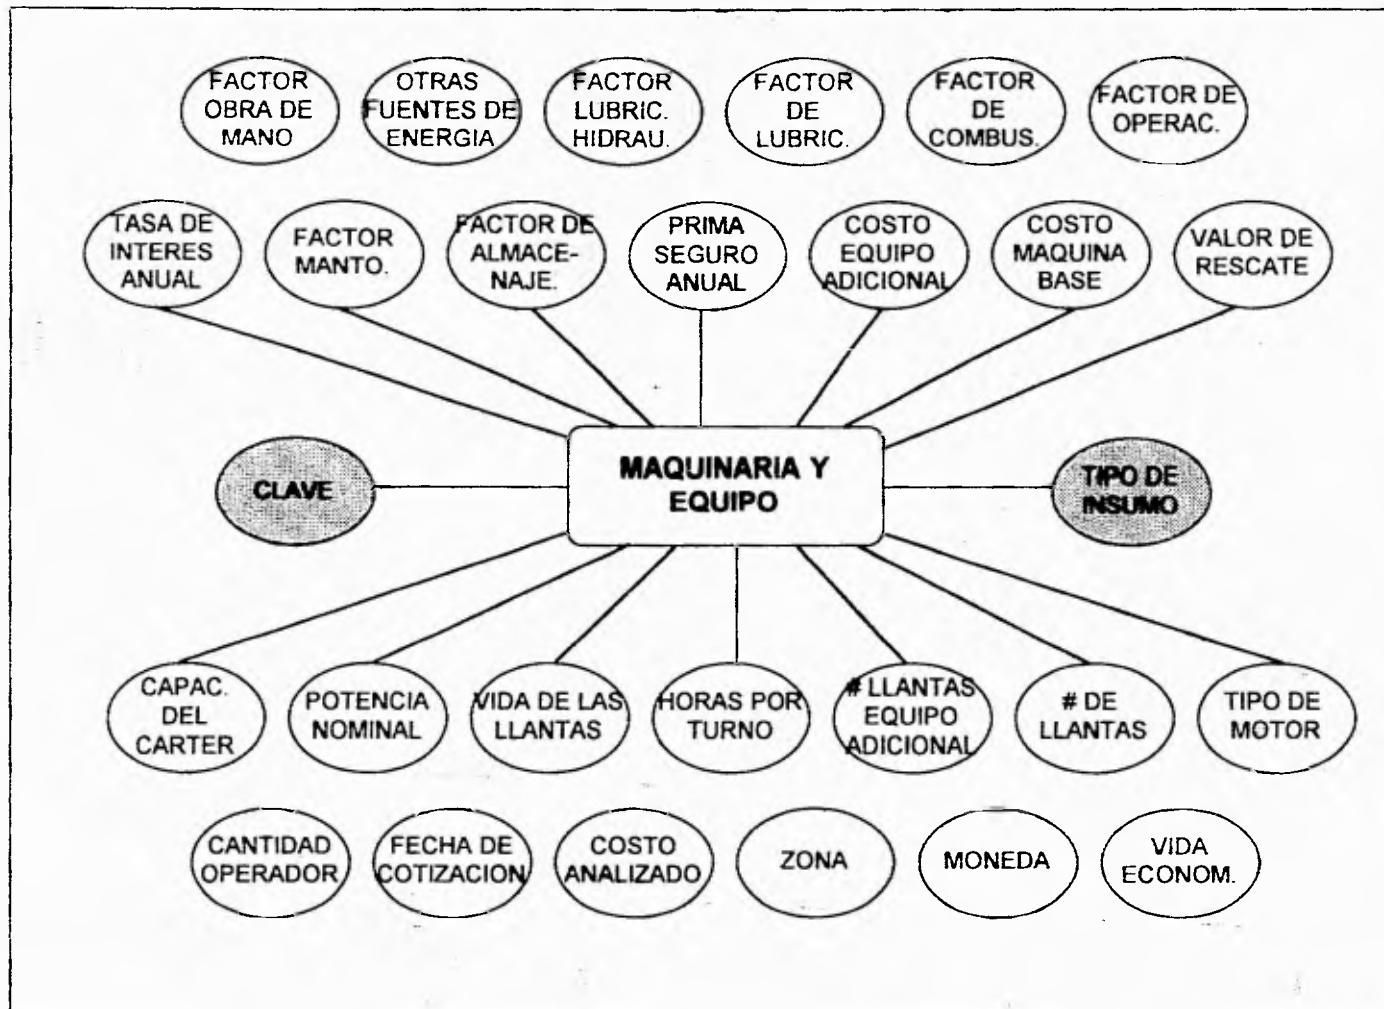 FACTOR
OBRA DE
MANO
OTRAS
FUENTES DE
ENERGIA
FACTOR
LUBRIC.
HIDRAU.
FACTOR
DE
LUBRIC.
FACTOR
DE
COMBUS.
FACTOR DE
OPERAC.
TASA DE
INTERES
ANUAL
FACTOR
MANTO.
FACTOR DE
ALMACE-
NAJE.
PRIMA
SEGURO
ANUAL
COSTO
EQUIPO
ADICIONAL
COSTO
MAQUINA
BASE
VALOR DE
RESCATE
CLAVE
MAQUINARIA Y
EQUIPO
TIPO DE
INSUMO
CAPAC.
DEL
CARTER
POTENCIA
NOMINAL
VIDA DE LAS
LLANTAS
HORAS POR
TURNO
# LLANTAS
EQUIPO
ADICIONAL
# DE
LLANTAS
TIPO DE
MOTOR
CANTIDAD
OPERADOR
FECHA DE
COTIZACION
COSTO
ANALIZADO
ZONA
MONEDA
VIDA
ECONOM.